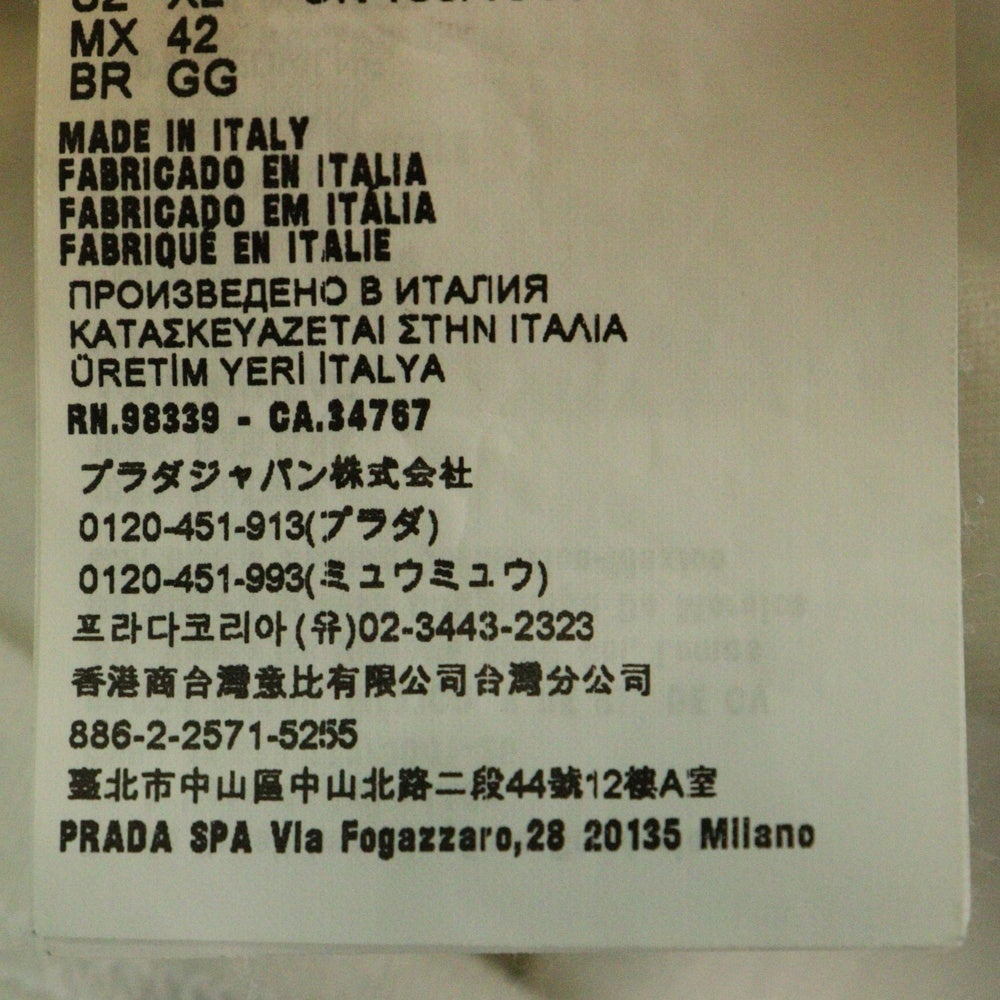 MX 42
BR GG
MADE IN ITALY
FABRICADO EN ITALIA
FABRICADO EM ITÁLIA
FABRIQUÉ EN ITALIE
ПРОИЗВЕДЕНО В ИТАЛИЯ
ΚΑΤΑΣΚΕΥΑΖΕΤΑΙ ΣΤΗΝ ΙΤΑΛΙΑ
ÜRETİM YERİ İTALYA
RN.98339 - CA.34767
プラダジャパン株式会社
0120-451-913(プラダ)
0120-451-993(ミュウミュウ)
프라다코리아(유)02-3443-2323
香港商台灣意比有限公司台灣分公司
886-2-2571-5255
臺北市中山區中山北路二段44號12樓A室
PRADA SPA Via Fogazzaro,28 20135 Milano